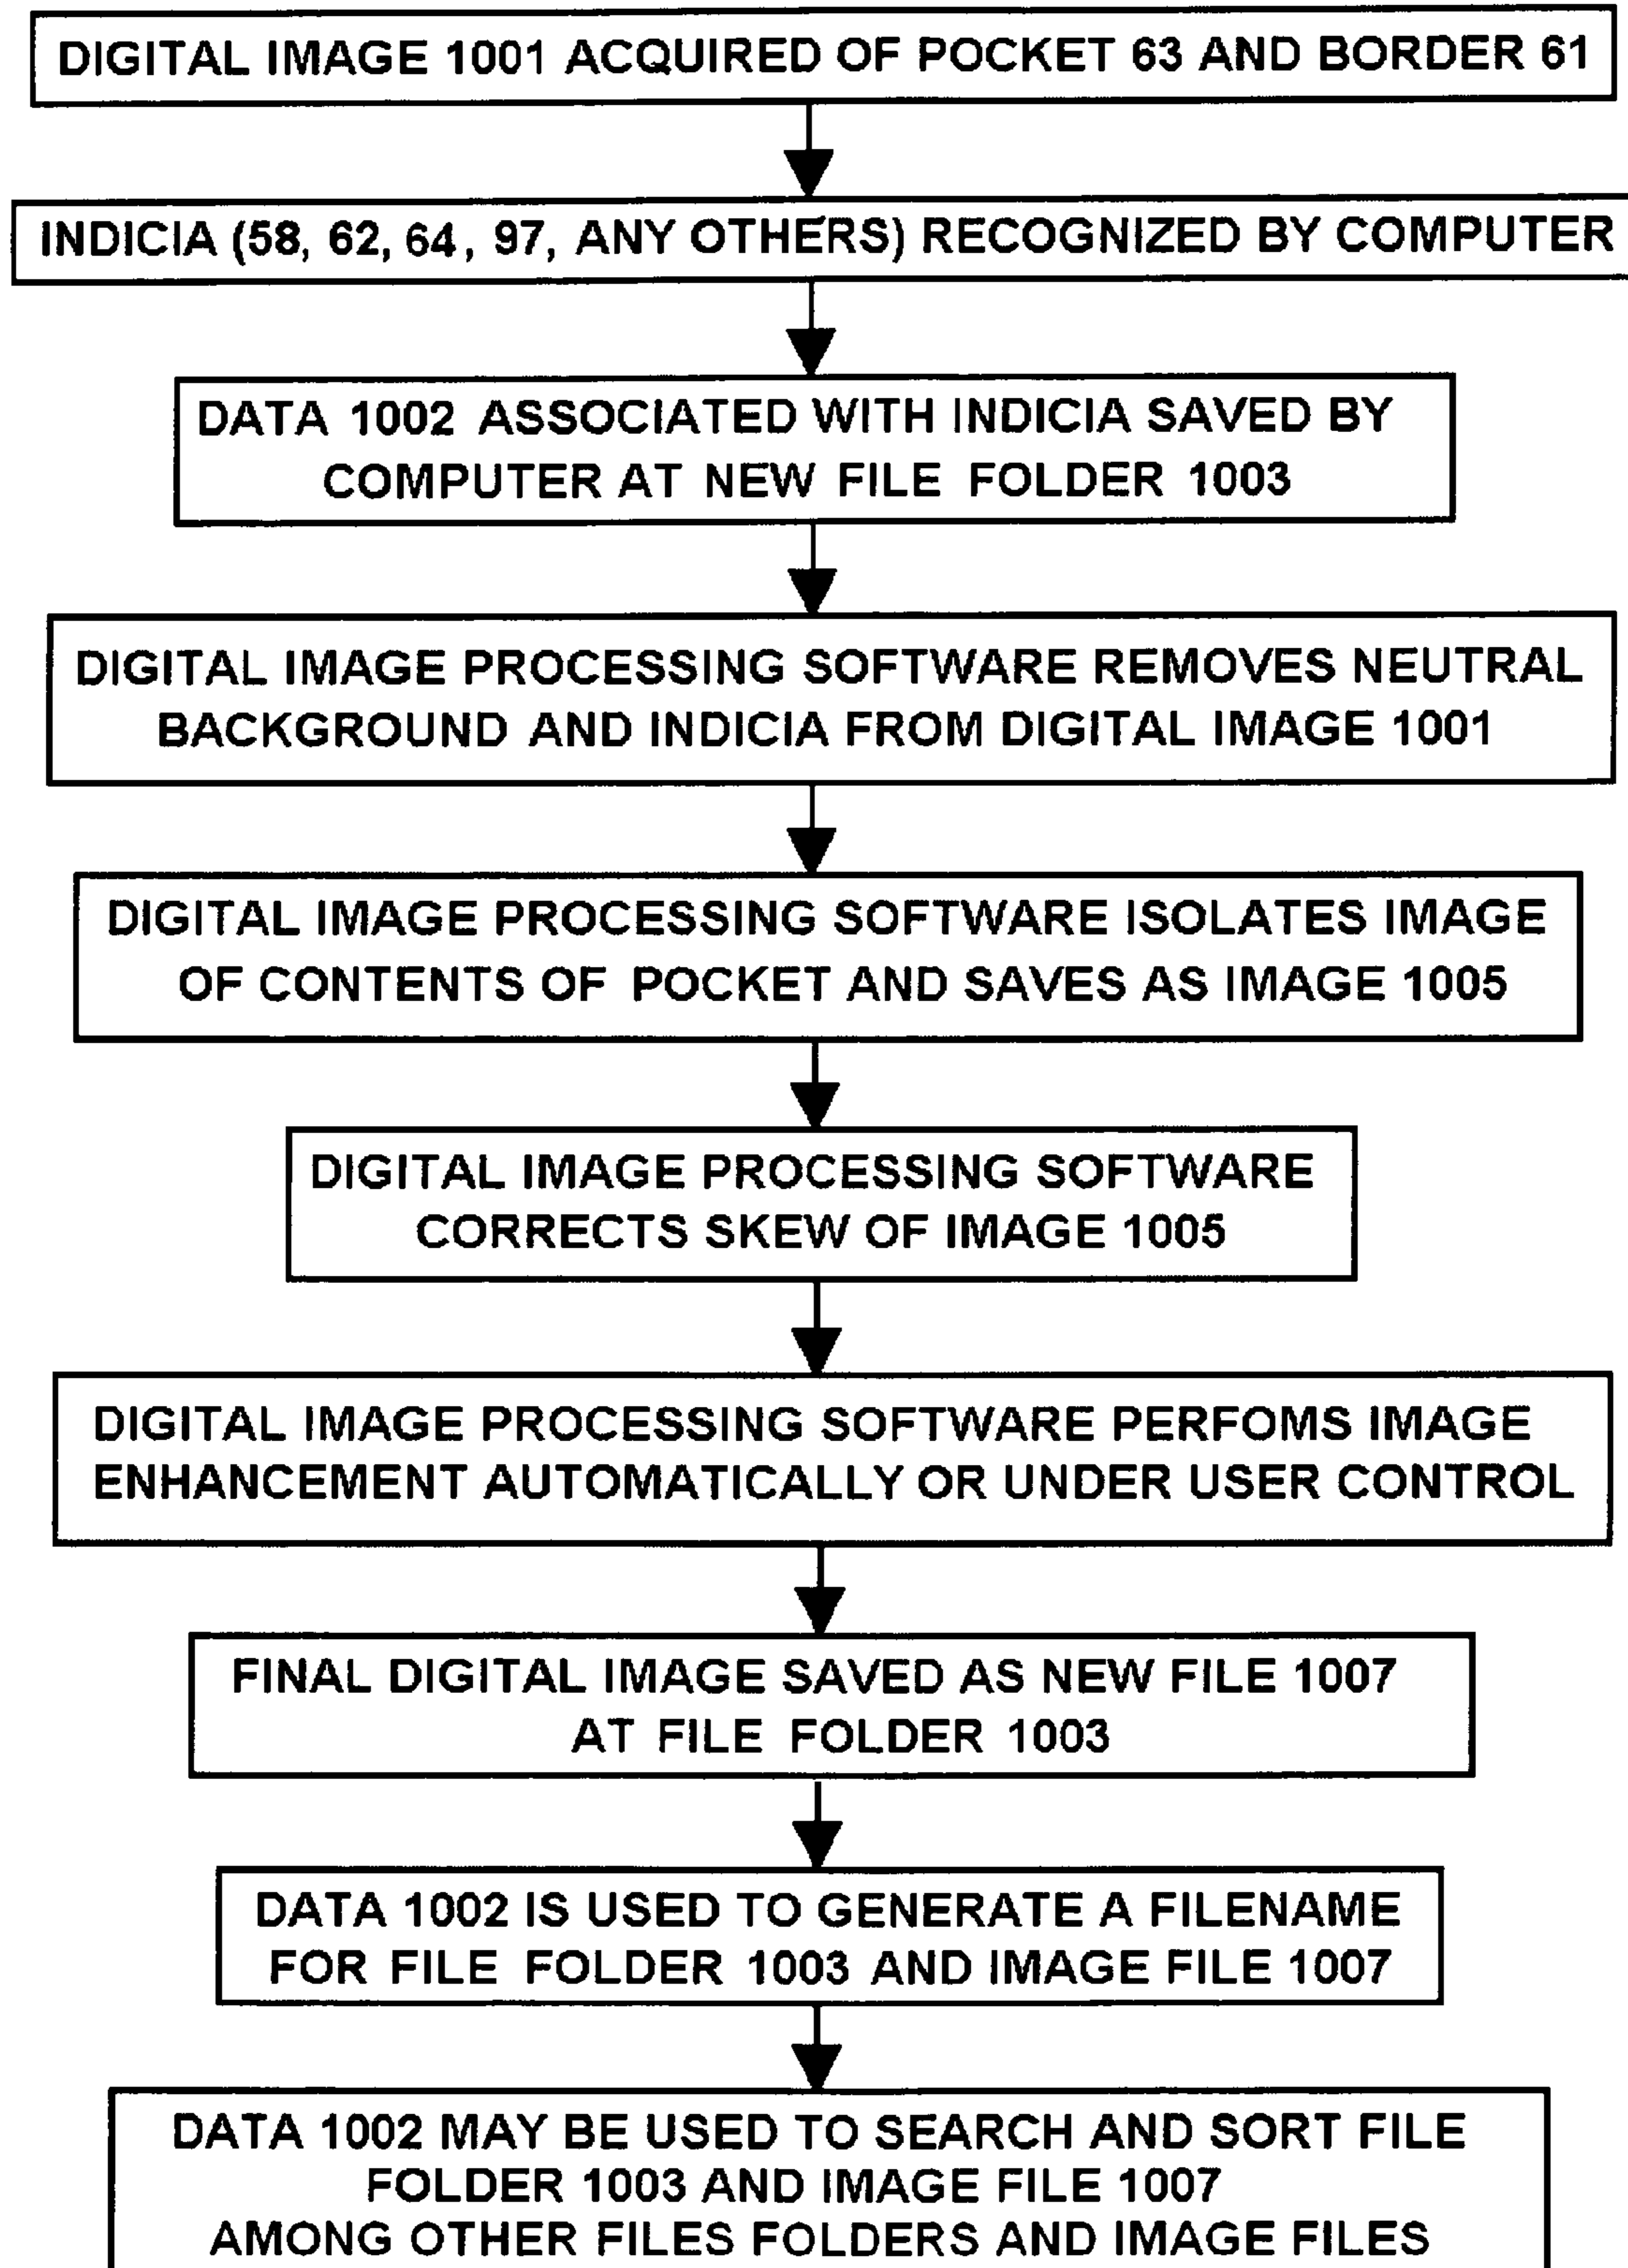 DIGITAL IMAGE 1001 ACQUIRED OF POCKET 63 AND BORDER 61
INDICIA (58, 62, 64, 97, ANY OTHERS) RECOGNIZED BY COMPUTER
DATA 1002 ASSOCIATED WITH INDICIA SAVED BY
COMPUTER AT NEW FILE FOLDER 1003
DIGITAL IMAGE PROCESSING SOFTWARE REMOVES NEUTRAL
BACKGROUND AND INDICIA FROM DIGITAL IMAGE 1001
DIGITAL IMAGE PROCESSING SOFTWARE ISOLATES IMAGE
OF CONTENTS OF POCKET AND SAVES AS IMAGE 1005
DIGITAL IMAGE PROCESSING SOFTWARE
CORRECTS SKEW OF IMAGE 1005
DIGITAL IMAGE PROCESSING SOFTWARE PERFOMS IMAGE
ENHANCEMENT AUTOMATICALLY OR UNDER USER CONTROL
FINAL DIGITAL IMAGE SAVED AS NEW FILE 1007
AT FILE FOLDER 1003
DATA 1002 IS USED TO GENERATE A FILENAME
FOR FILE FOLDER 1003 AND IMAGE FILE 1007
DATA 1002 MAY BE USED TO SEARCH AND SORT FILE
FOLDER 1003 AND IMAGE FILE 1007
AMONG OTHER FILES FOLDERS AND IMAGE FILES